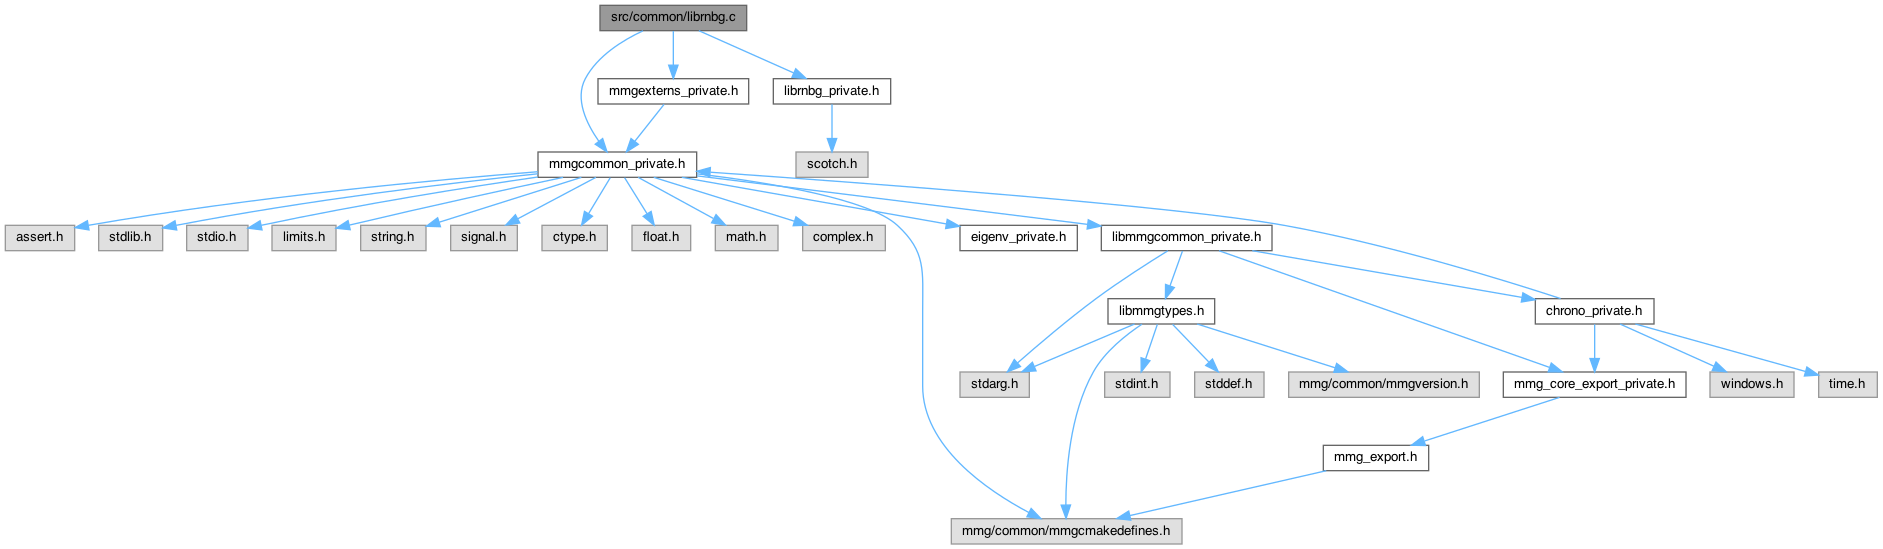 src/common/librnbg.c
mmgexterns_private.h
librnbg_private.h
mmgcommon_private.h
scotch.h
assert.h
stdlib.h
stdio.h
limits.h
string.h
signal.h
ctype.h
float.h
math.h
complex.h
eigenv_private.h
libmmgcommon_private.h
libmmgtypes.h
chrono_private.h
stdarg.h
stdint.h
stddef.h
mmg/common/mmgversion.h
mmg_core_export_private.h
windows.h
time.h
mmg_export.h
mmg/common/mmgcmakedefines.h